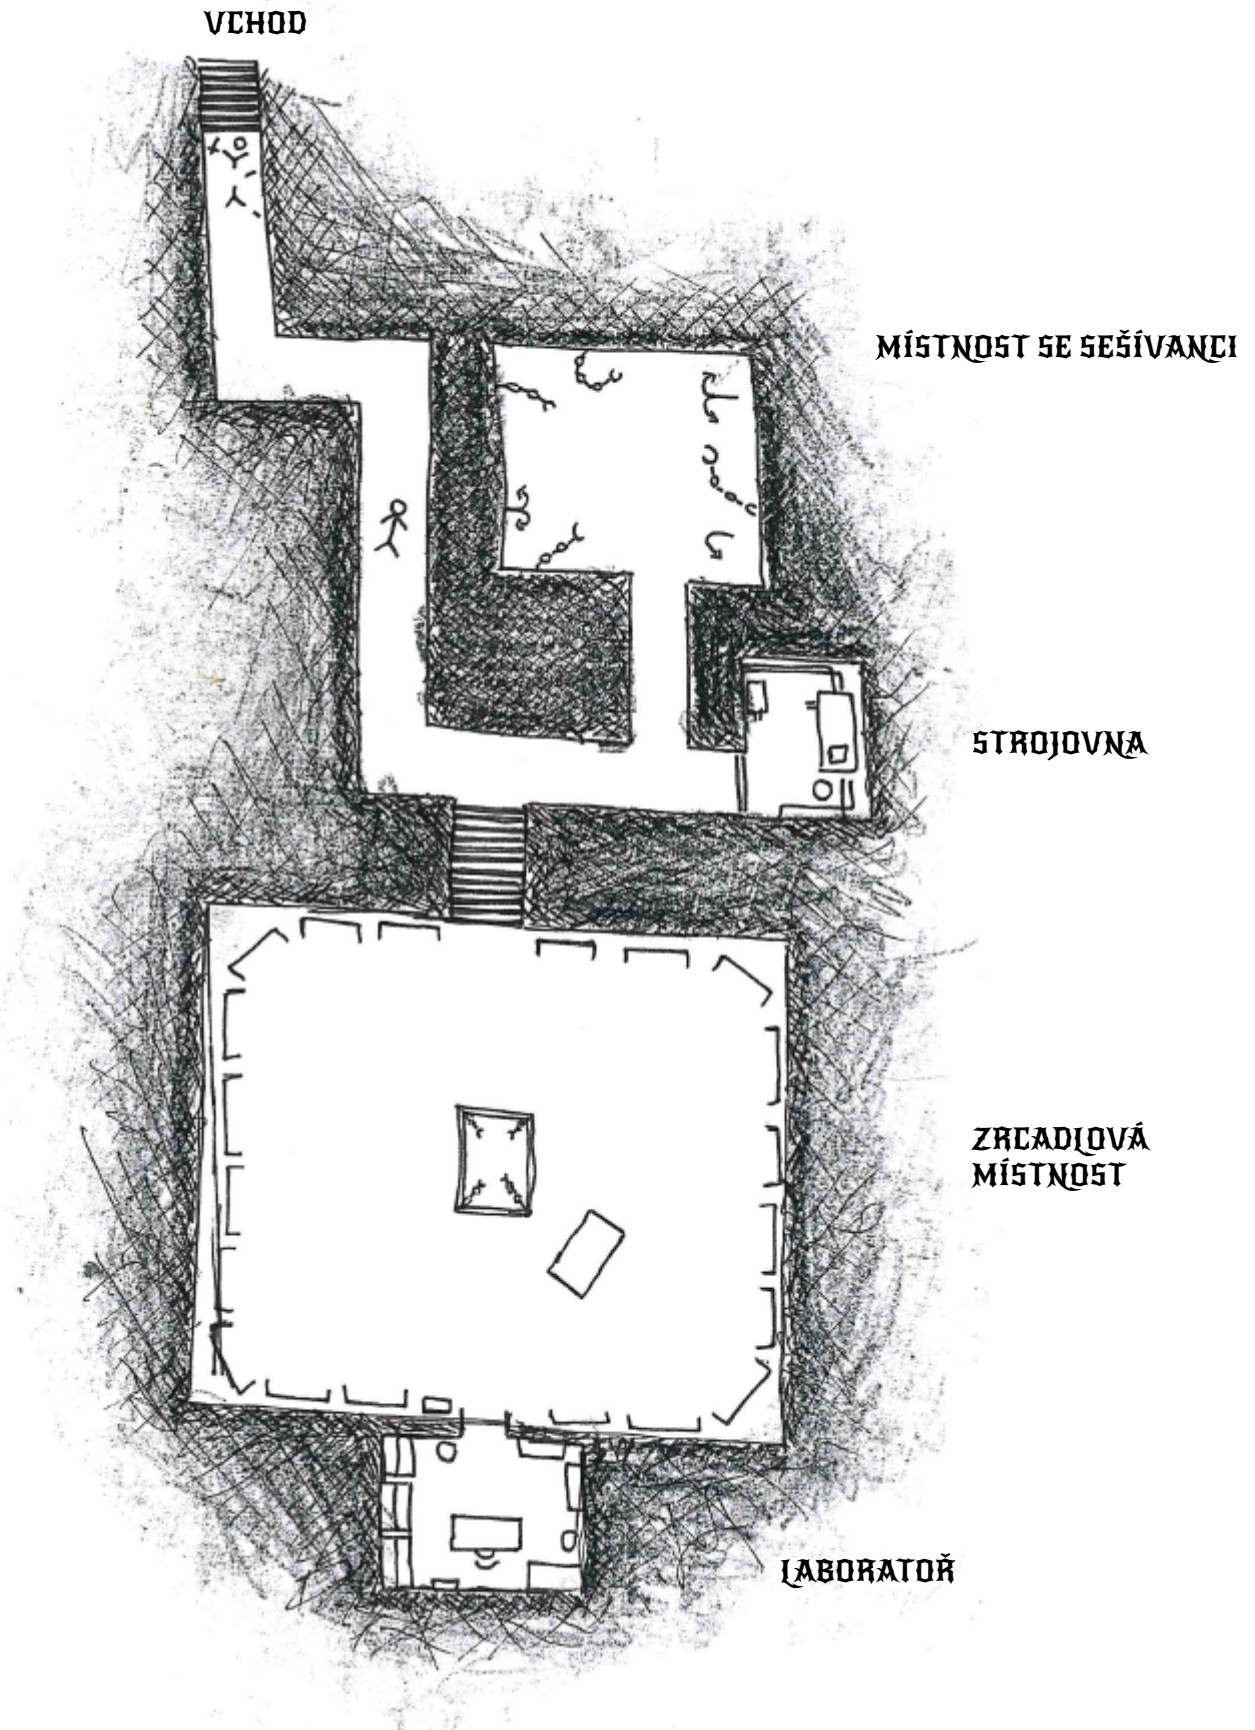 VCHOD
MÍSTNOST SE SEŠÍVANCI
STROJOVNA
ZRCADLOVÁ
MÍSTNOST
LABORATOŘ